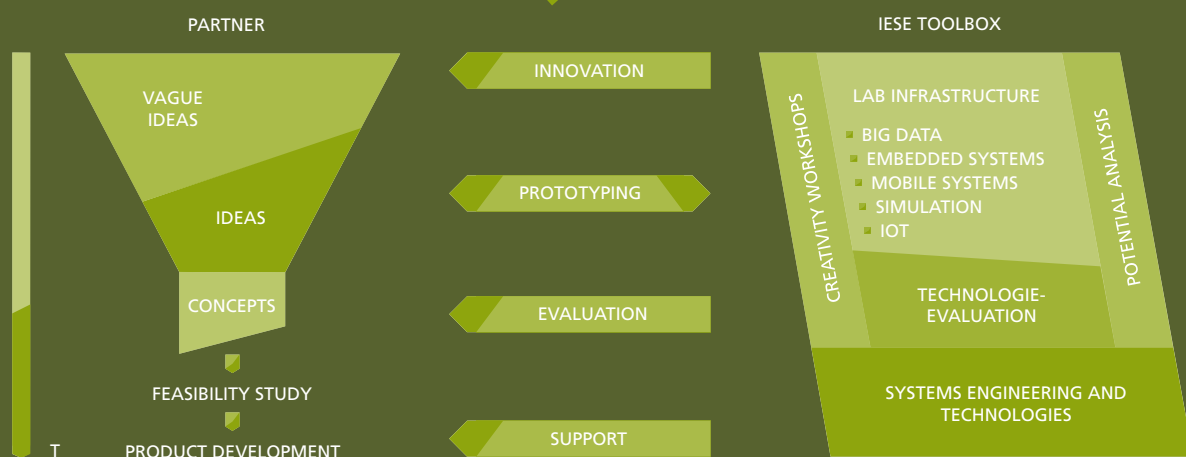 PARTNER
VAGUE
IDEAS
IDEAS
CONCEPTS
FEASIBILITY STUDY
T
PRODUCT DEVELOPMENT
INNOVATION
PROTOTYPING
EVALUATION
SUPPORT
IESE TOOLBOX
CREATIVITY WORKSHOPS
LAB INFRASTRUCTURE
BIG DATA
EMBEDDED SYSTEMS
MOBILE SYSTEMS
SIMULATION
IOT
POTENTIAL ANALYSIS
TECHNOLOGIE-
EVALUATION
SYSTEMS ENGINEERING AND
TECHNOLOGIES